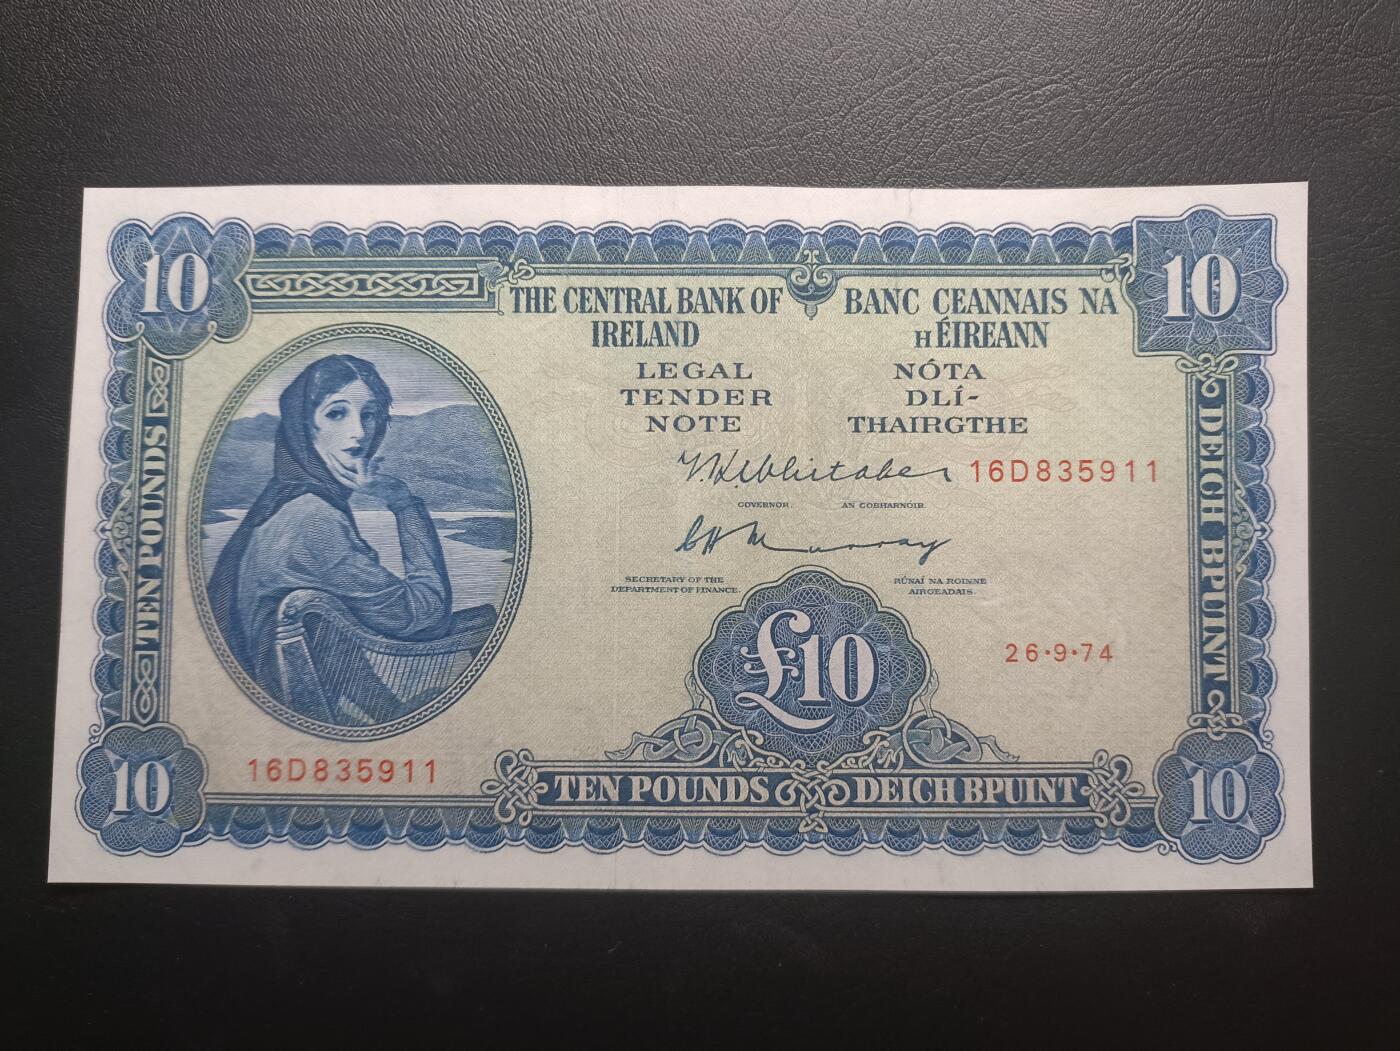 10
10
THE CENTRAL BANK OF
IRELAND
BANC CEANNAIS NA
hÉIREANN
LEGAL
TENDER
NOTE
NÓTA
DLÍ-
THAIRGTHE
T.K. Whitaker
16D835911
GOVERNOR.
AN GOBHARNÓIR.
C H Murray
SECRETARY OF THE
DEPARTMENT OF FINANCE.
RÚNAÍ NA ROINNE
AIRGEADAIS.
26·9·74
£10
TEN POUNDS
DEICH BPUINT
16D835911
10
TEN POUNDS
DEICH BPUINT
10